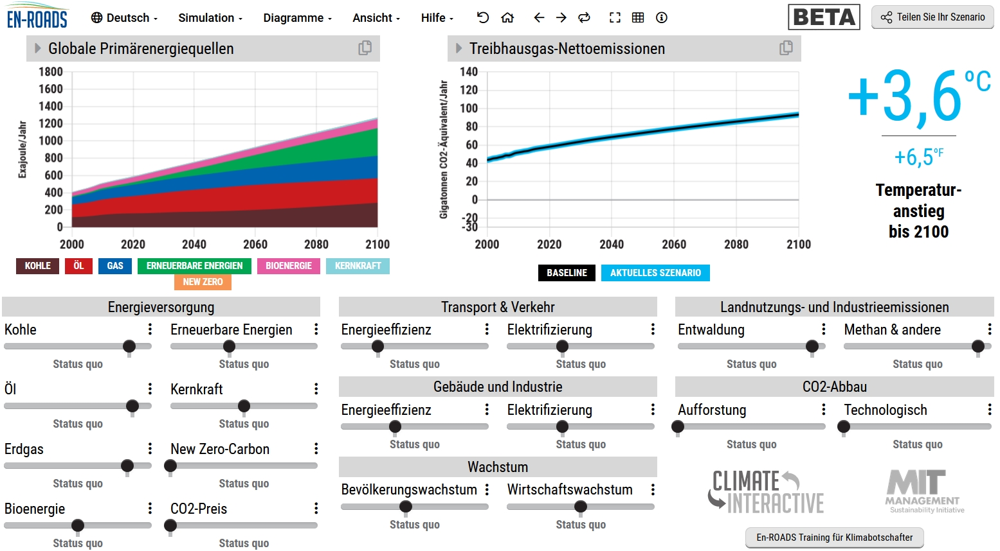 EN-ROADS
Deutsch
Simulation
Diagramme
Ansicht
Hilfe
BETA
Teilen Sie Ihr Szenario
Globale Primärenergiequellen
Exajoule/Jahr
1800
1600
1400
1200
1000
800
600
400
200
0
2000 2020 2040 2060 2080 2100
KOHLE ÖL GAS ERNEUERBARE ENERGIEN BIOENERGIE KERNKRAFT
NEW ZERO
Treibhausgas-Nettoemissionen
Gigatonnen CO2-Äquivalent/Jahr
140
120
100
80
60
40
20
0
-20
-30
2000 2020 2040 2060 2080 2100
BASELINE AKTUELLES SZENARIO
+3,6 ºC
+6,5 ºF
Temperatur-
anstieg
bis 2100
Energieversorgung
Kohle
Status quo
Erneuerbare Energien
Status quo
Öl
Status quo
Kernkraft
Status quo
Erdgas
Status quo
New Zero-Carbon
Status quo
Bioenergie
Status quo
CO2-Preis
Status quo
Transport & Verkehr
Energieeffizienz
Status quo
Elektrifizierung
Status quo
Gebäude und Industrie
Energieeffizienz
Status quo
Elektrifizierung
Status quo
Wachstum
Bevölkerungswachstum
Status quo
Wirtschaftswachstum
Status quo
Landnutzungs- und Industrieemissionen
Entwaldung
Status quo
Methan & andere
Status quo
CO2-Abbau
Aufforstung
Status quo
Technologisch
Status quo
CLIMATE
INTERACTIVE
MIT
MANAGEMENT
Sustainability Initiative
En-ROADS Training für Klimabotschafter